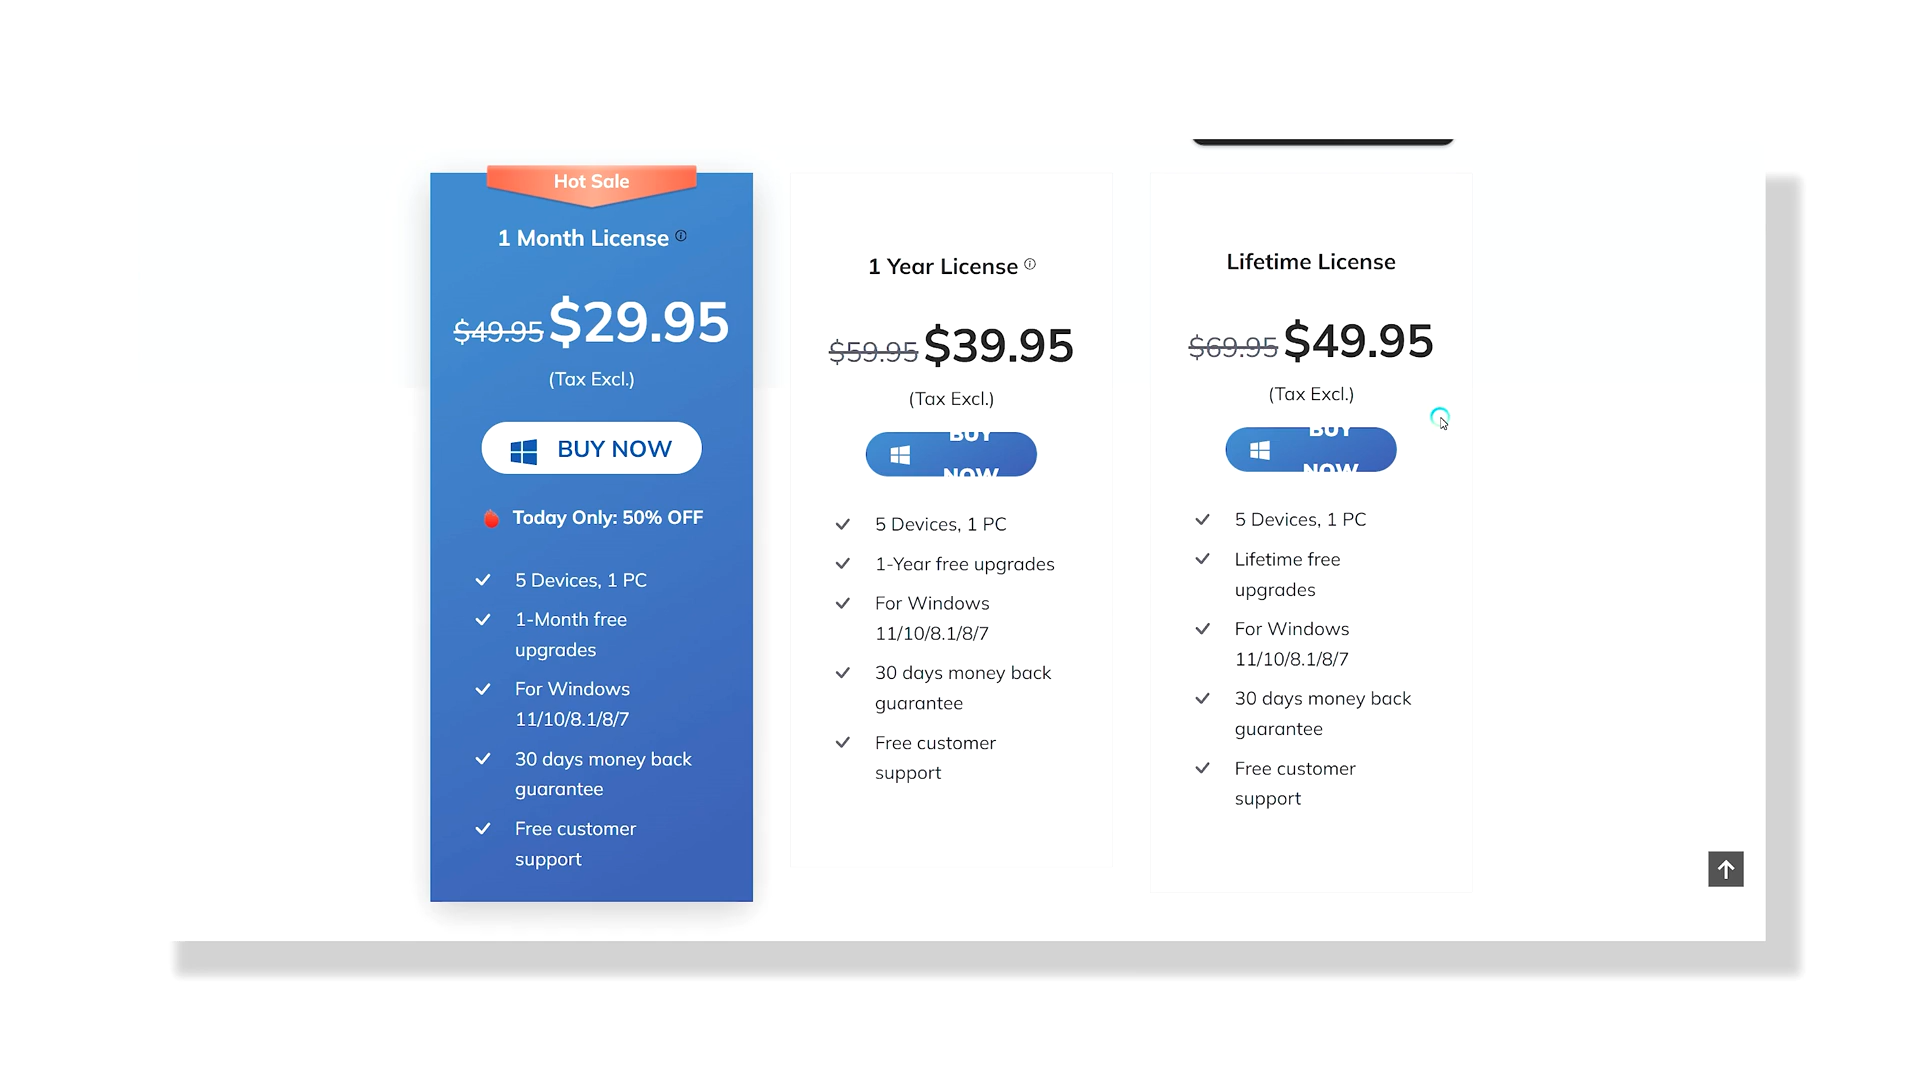 Hot Sale
1 Month License
$49.95 $29.95
(Tax Excl.)
BUY NOW
Today Only: 50% OFF
5 Devices, 1 PC
1-Month free
upgrades
For Windows
11/10/8.1/8/7
30 days money back
guarantee
Free customer
support
1 Year License
$59.95 $39.95
(Tax Excl.)
BUY
NOW
5 Devices, 1 PC
1-Year free upgrades
For Windows
11/10/8.1/8/7
30 days money back
guarantee
Free customer
support
Lifetime License
$69.95 $49.95
(Tax Excl.)
BUY
NOW
5 Devices, 1 PC
Lifetime free
upgrades
For Windows
11/10/8.1/8/7
30 days money back
guarantee
Free customer
support